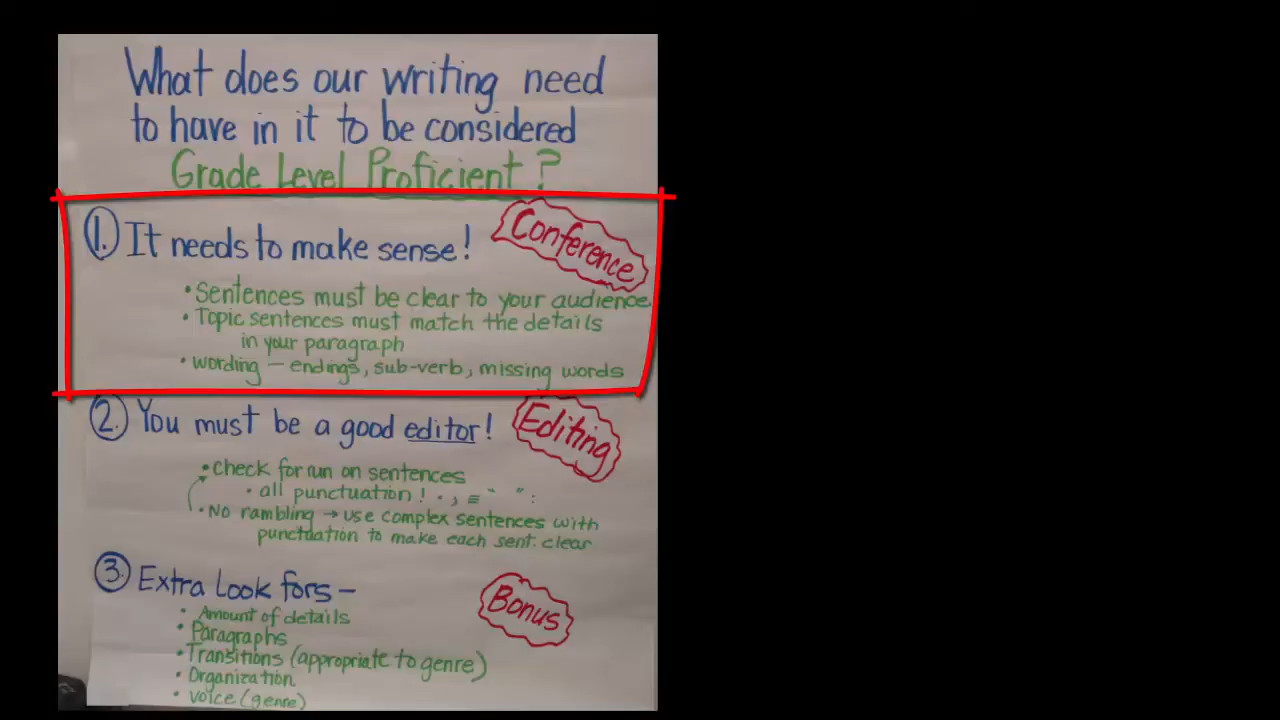 What does our writing need
to have in it to be considered
Grade Level Proficient?
1. It needs to make sense!
Conference
• Sentences must be clear to your audience
• Topic sentences must match the details
in your paragraph
• wording — endings, sub-verb, missing words
2. You must be a good editor!
Editing
• Check for run on sentences
• all punctuation ! . , ≡ " " :
• No rambling → use complex sentences with
punctuation to make each sent. clear
3. Extra Look fors —
Bonus
• Amount of details
• Paragraphs
• Transitions (appropriate to genre)
• Organization
• voice (genre)